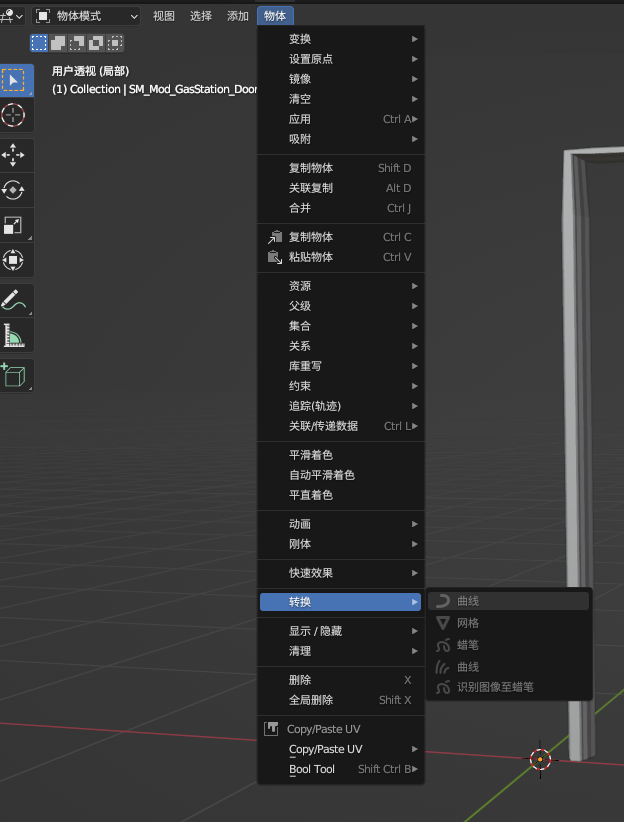 物体模式 视图 选择 添加 物体
用户透视 (局部)
(1) Collection | SM_Mod_GasStation_Door
变换
设置原点
镜像
清空
应用 Ctrl A
吸附
复制物体 Shift D
关联复制 Alt D
合并 Ctrl J
复制物体 Ctrl C
粘贴物体 Ctrl V
资源
父级
集合
关系
库重写
约束
追踪(轨迹)
关联/传递数据 Ctrl L
平滑着色
自动平滑着色
平直着色
动画
刚体
快速效果
转换
曲线
网格
蜡笔
曲线
识别图像至蜡笔
显示 / 隐藏
清理
删除 X
全局删除 Shift X
Copy/Paste UV
Copy/Paste UV
Bool Tool Shift Ctrl B